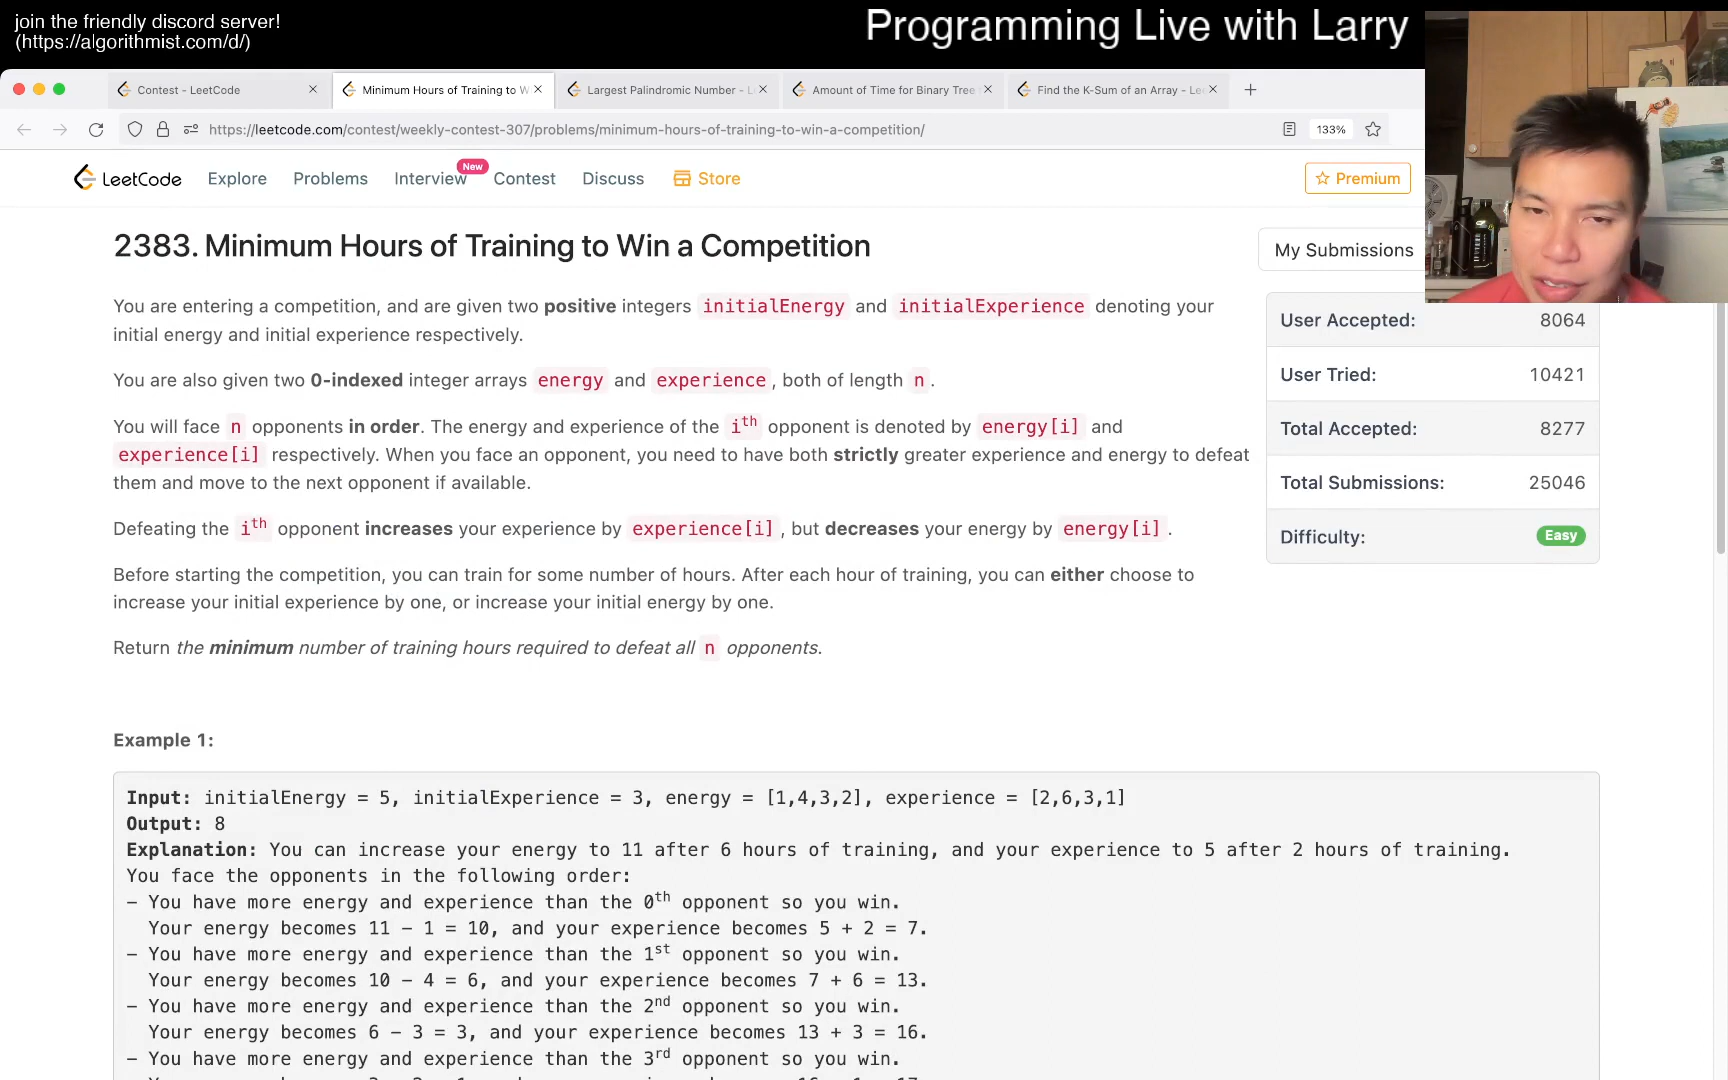 join the friendly discord server!
(https://algorithmist.com/d/)
Programming Live with Larry
Contest - LeetCode
Minimum Hours of Training to W
Largest Palindromic Number - L
Amount of Time for Binary Tree
Find the K-Sum of an Array - Le
https://leetcode.com/contest/weekly-contest-307/problems/minimum-hours-of-training-to-win-a-competition/
133%
LeetCode
Explore
Problems
Interview
New
Contest
Discuss
Store
Premium
2383. Minimum Hours of Training to Win a Competition
My Submissions
You are entering a competition, and are given two positive integers initialEnergy and initialExperience denoting your
initial energy and initial experience respectively.
You are also given two 0-indexed integer arrays energy and experience, both of length n.
You will face n opponents in order. The energy and experience of the ith opponent is denoted by energy[i] and
experience[i] respectively. When you face an opponent, you need to have both strictly greater experience and energy to defeat
them and move to the next opponent if available.
Defeating the ith opponent increases your experience by experience[i], but decreases your energy by energy[i].
Before starting the competition, you can train for some number of hours. After each hour of training, you can either choose to
increase your initial experience by one, or increase your initial energy by one.
Return the minimum number of training hours required to defeat all n opponents.
User Accepted: 8064
User Tried: 10421
Total Accepted: 8277
Total Submissions: 25046
Difficulty: Easy
Example 1:
Input: initialEnergy = 5, initialExperience = 3, energy = [1,4,3,2], experience = [2,6,3,1]
Output: 8
Explanation: You can increase your energy to 11 after 6 hours of training, and your experience to 5 after 2 hours of training.
You face the opponents in the following order:
- You have more energy and experience than the 0th opponent so you win.
Your energy becomes 11 - 1 = 10, and your experience becomes 5 + 2 = 7.
- You have more energy and experience than the 1st opponent so you win.
Your energy becomes 10 - 4 = 6, and your experience becomes 7 + 6 = 13.
- You have more energy and experience than the 2nd opponent so you win.
Your energy becomes 6 - 3 = 3, and your experience becomes 13 + 3 = 16.
- You have more energy and experience than the 3rd opponent so you win.